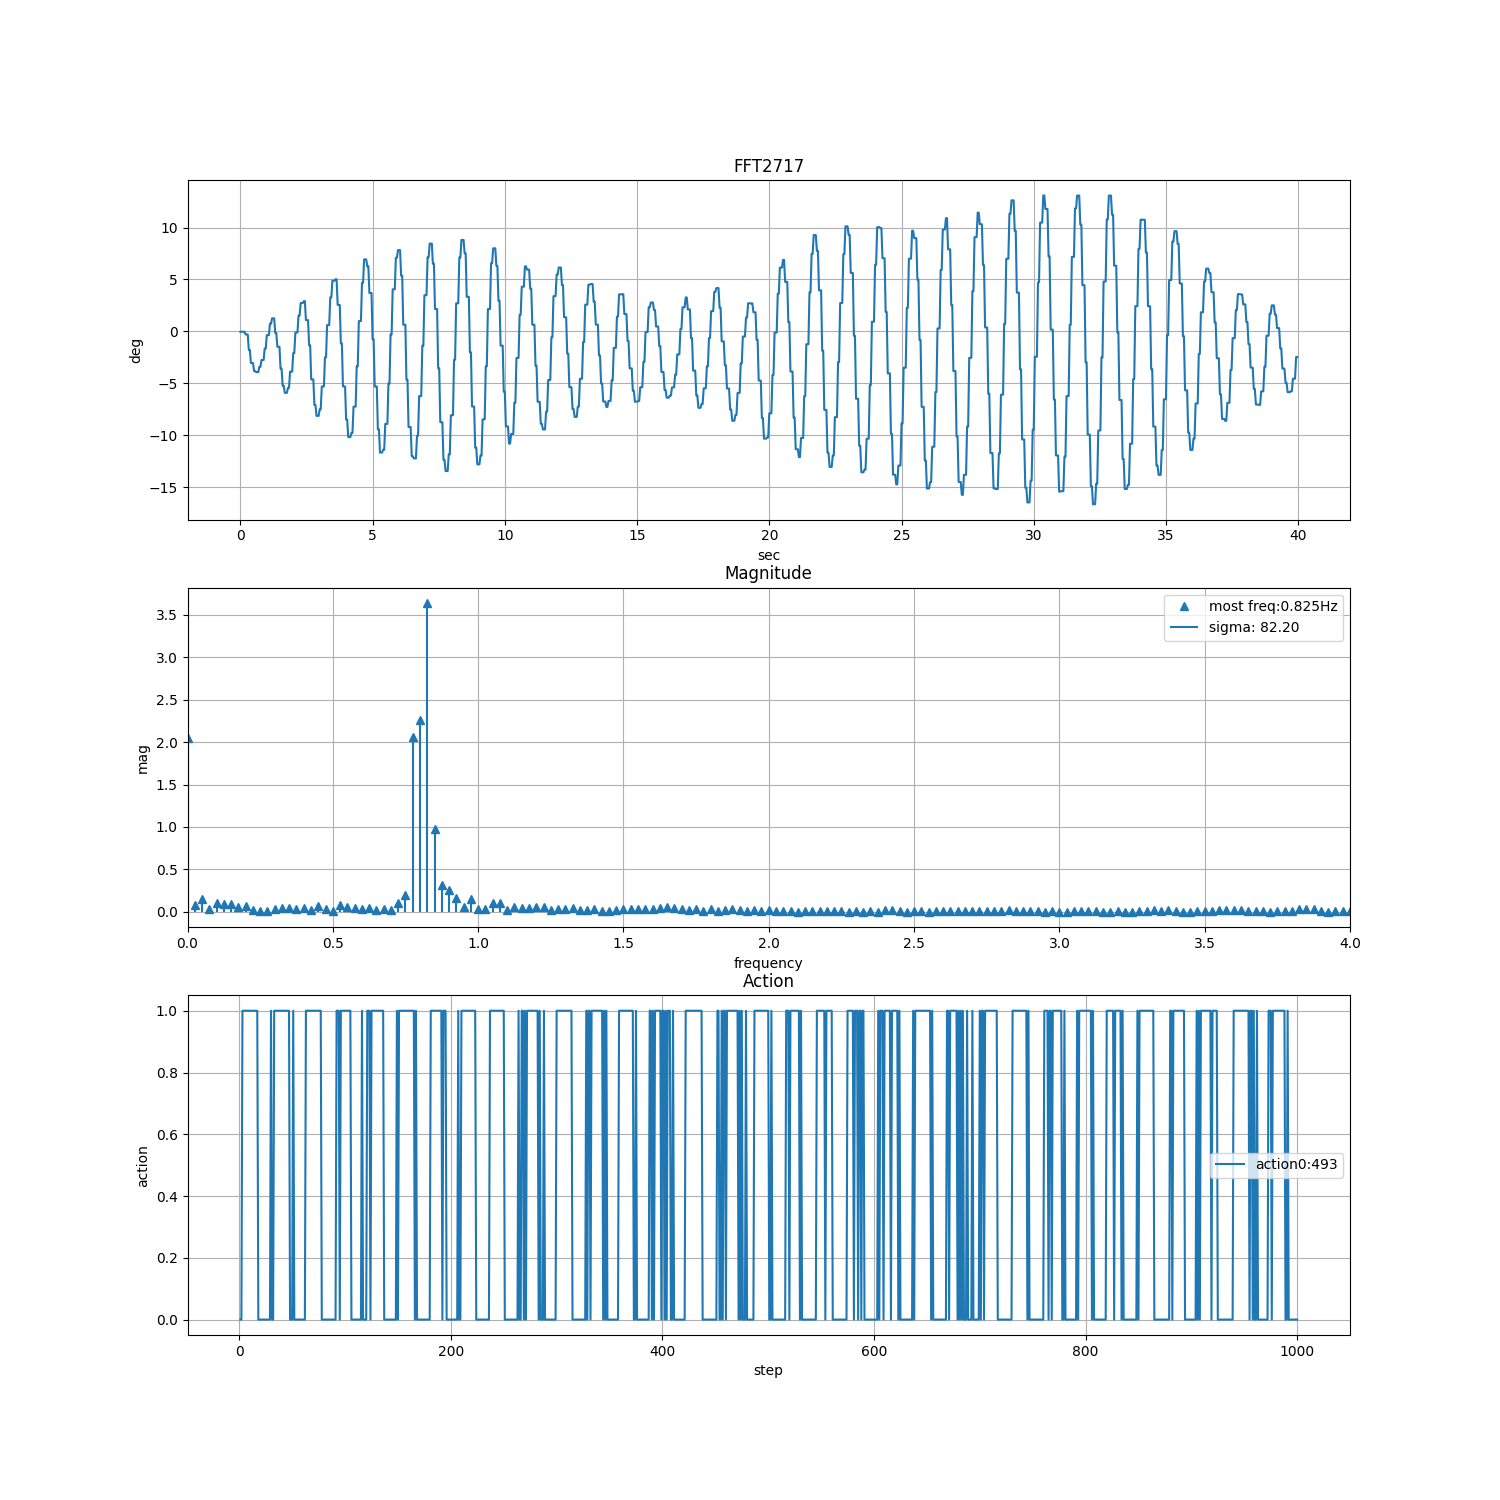 FFT2717
10
5
0
−5
−10
−15
deg
0 5 10 15 20 25 30 35 40
sec
Magnitude
3.5
3.0
2.5
2.0
1.5
1.0
0.5
0.0
mag
most freq:0.825Hz
sigma: 82.20
0.0 0.5 1.0 1.5 2.0 2.5 3.0 3.5 4.0
frequency
Action
1.0
0.8
0.6
0.4
0.2
0.0
action
action0:493
0 200 400 600 800 1000
step